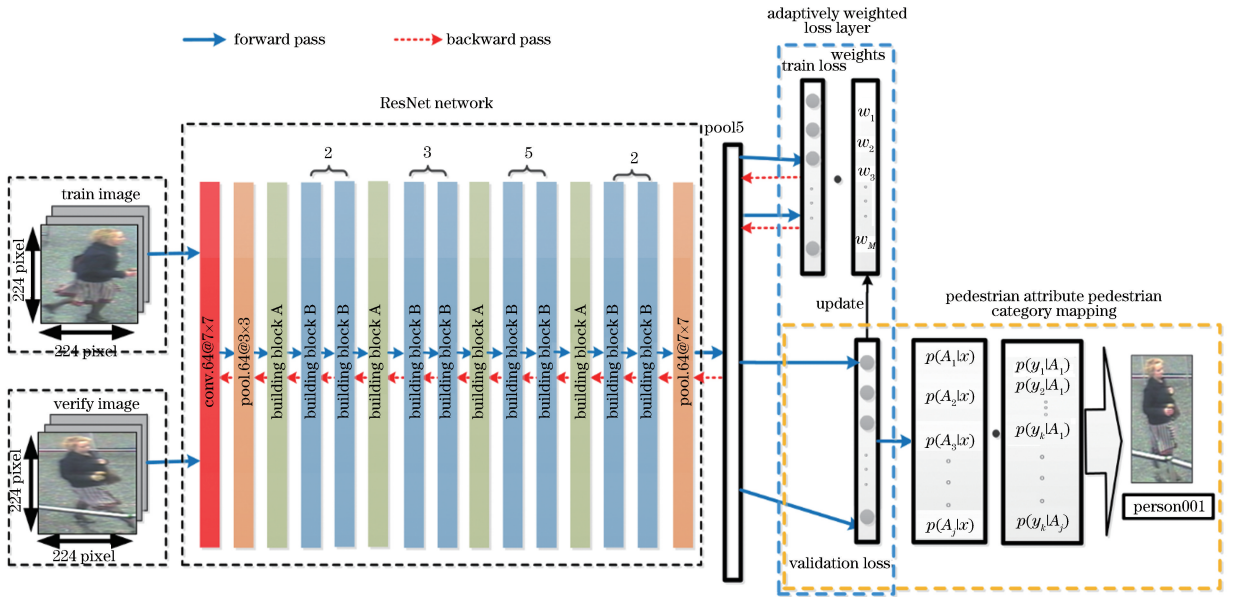 adaptively weighted
loss layer
forward pass
backward pass
train loss
weights
ResNet network
pool5
2
3
5
2
train image
224 pixel
224 pixel
verify image
224 pixel
224 pixel
conv.64@7×7
pool.64@3×3
building block A
building block B
building block B
building block A
building block B
building block B
building block A
building block B
building block B
building block A
building block B
building block B
pool.64@7×7
w1
w2
w3
wM
update
validation loss
pedestrian attribute pedestrian
category mapping
p(A1|x)
p(A2|x)
p(A3|x)
p(Aj|x)
p(y1|A1)
p(y2|A1)
p(yk|A1)
p(yk|Aj)
person001